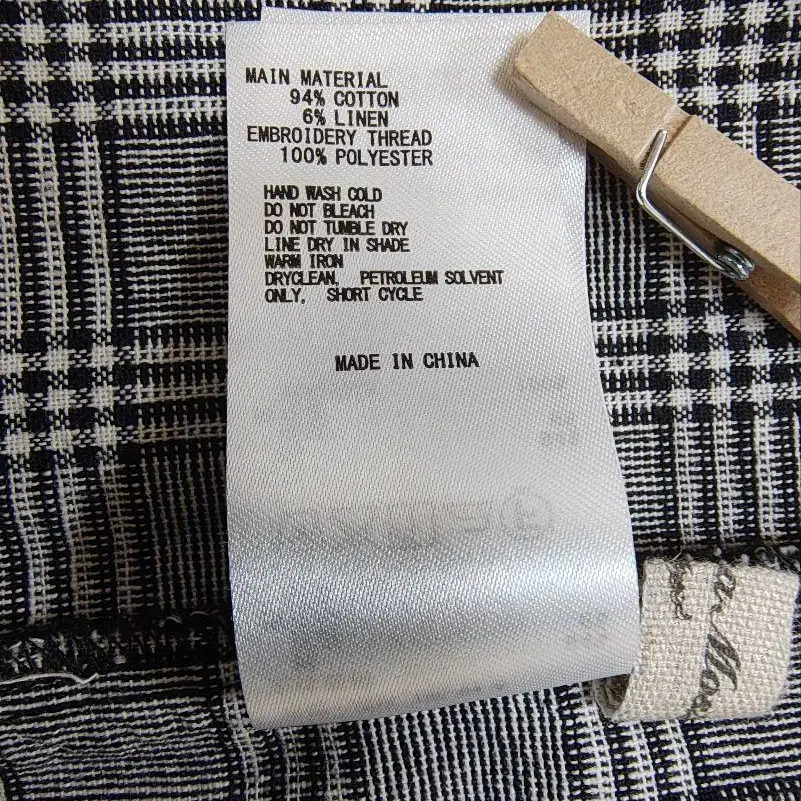 MAIN MATERIAL
94% COTTON
6% LINEN
EMBROIDERY THREAD
100% POLYESTER
HAND WASH COLD
DO NOT BLEACH
DO NOT TUMBLE DRY
LINE DRY IN SHADE
WARM IRON
DRYCLEAN, PETROLEUM SOLVENT
ONLY, SHORT CYCLE
MADE IN CHINA